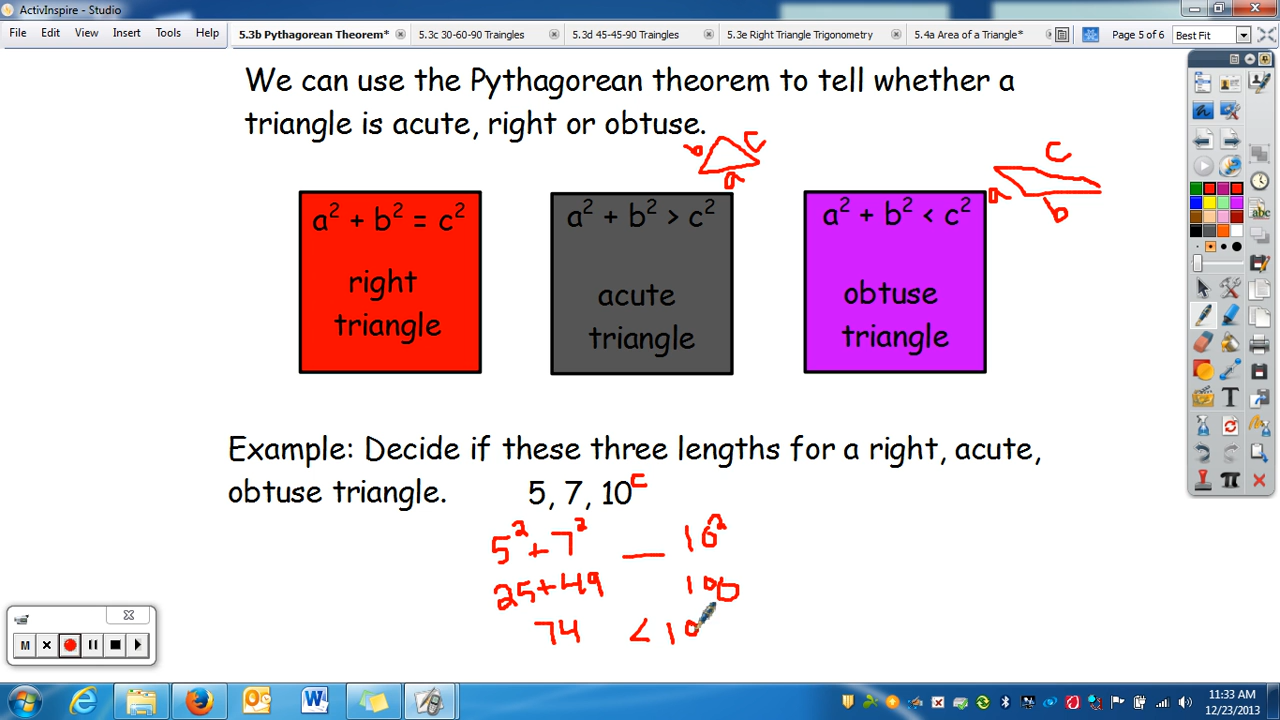 ActivInspire - Studio
File Edit View Insert Tools Help
5.3b Pythagorean Theorem* 5.3c 30-60-90 Traingles 5.3d 45-45-90 Traingles 5.3e Right Triangle Trigonometry 5.4a Area of a Triangle* Page 5 of 6 Best Fit
We can use the Pythagorean theorem to tell whether a
triangle is acute, right or obtuse.
b c
a
c
a
b
a² + b² = c²
right
triangle
a² + b² > c²
acute
triangle
a² + b² < c²
obtuse
triangle
Example: Decide if these three lengths for a right, acute,
obtuse triangle. 5, 7, 10 c
5² + 7² __ 10²
25+49 100
74 < 10
abc
T
π
M
W
11:33 AM
12/23/2013